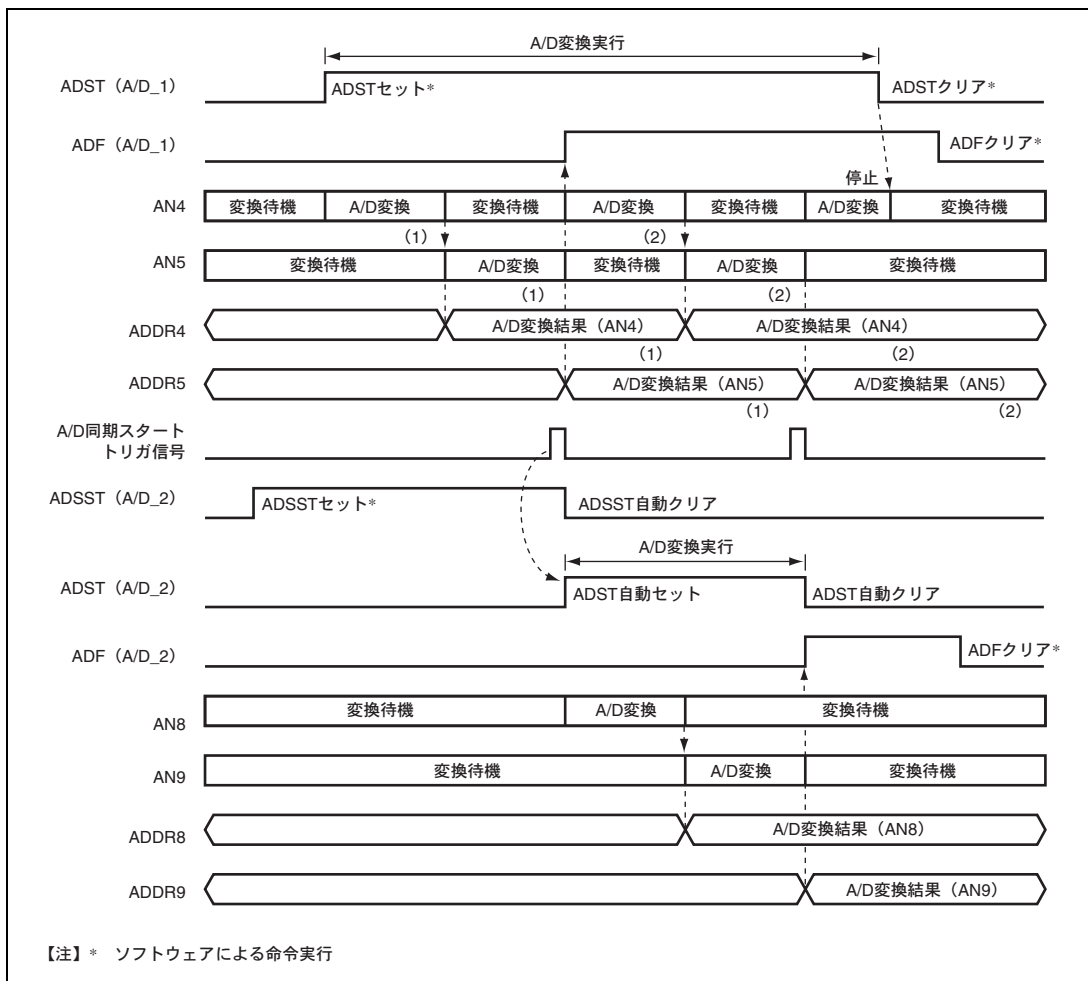 A/D変換実行
ADST（A/D_1）
ADSTセット*
ADSTクリア*
ADF（A/D_1）
ADFクリア*
停止
AN4 変換待機 A/D変換 変換待機 A/D変換 変換待機 A/D変換 変換待機
（1）
（2）
AN5 変換待機 A/D変換 変換待機 A/D変換 変換待機
（1）
（2）
ADDR4 A/D変換結果（AN4） A/D変換結果（AN4）
（1）
（2）
ADDR5 A/D変換結果（AN5） A/D変換結果（AN5）
（1）
（2）
A/D同期スタート
トリガ信号
ADSST（A/D_2）
ADSSTセット*
ADSST自動クリア
A/D変換実行
ADST（A/D_2）
ADST自動セット
ADST自動クリア
ADF（A/D_2）
ADFクリア*
AN8 変換待機 A/D変換 変換待機
AN9 変換待機 A/D変換 変換待機
ADDR8 A/D変換結果（AN8）
ADDR9 A/D変換結果（AN9）
【注】* ソフトウェアによる命令実行